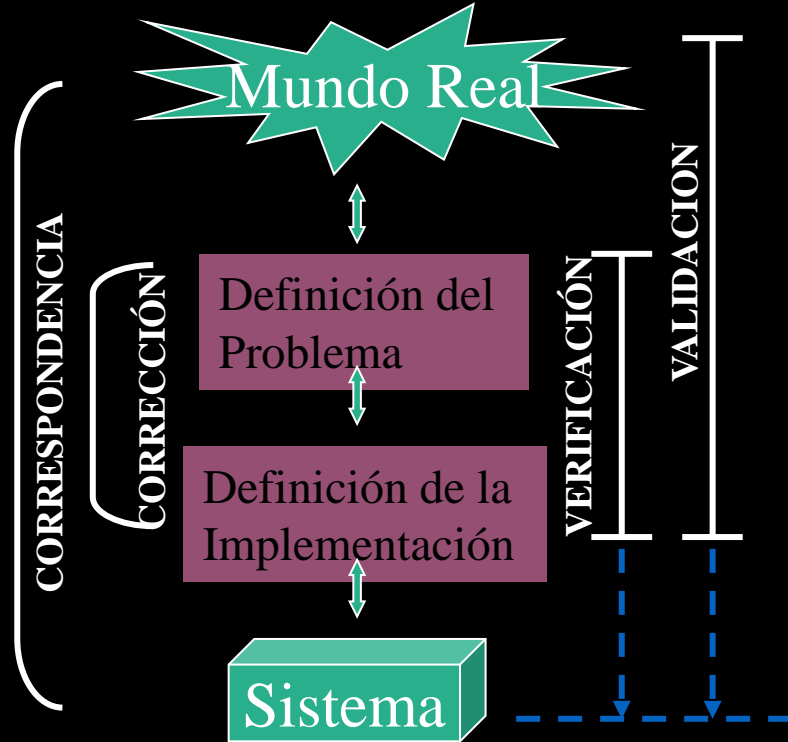 Mundo Real
CORRESPONDENCIA
CORRECCIÓN
Definición del
Problema
Definición de la
Implementación
VERIFICACIÓN
VALIDACION
Sistema